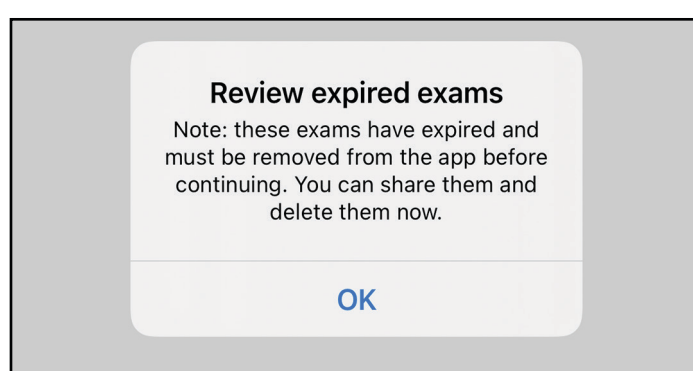 Review expired exams
Note: these exams have expired and
must be removed from the app before
continuing. You can share them and
delete them now.
OK